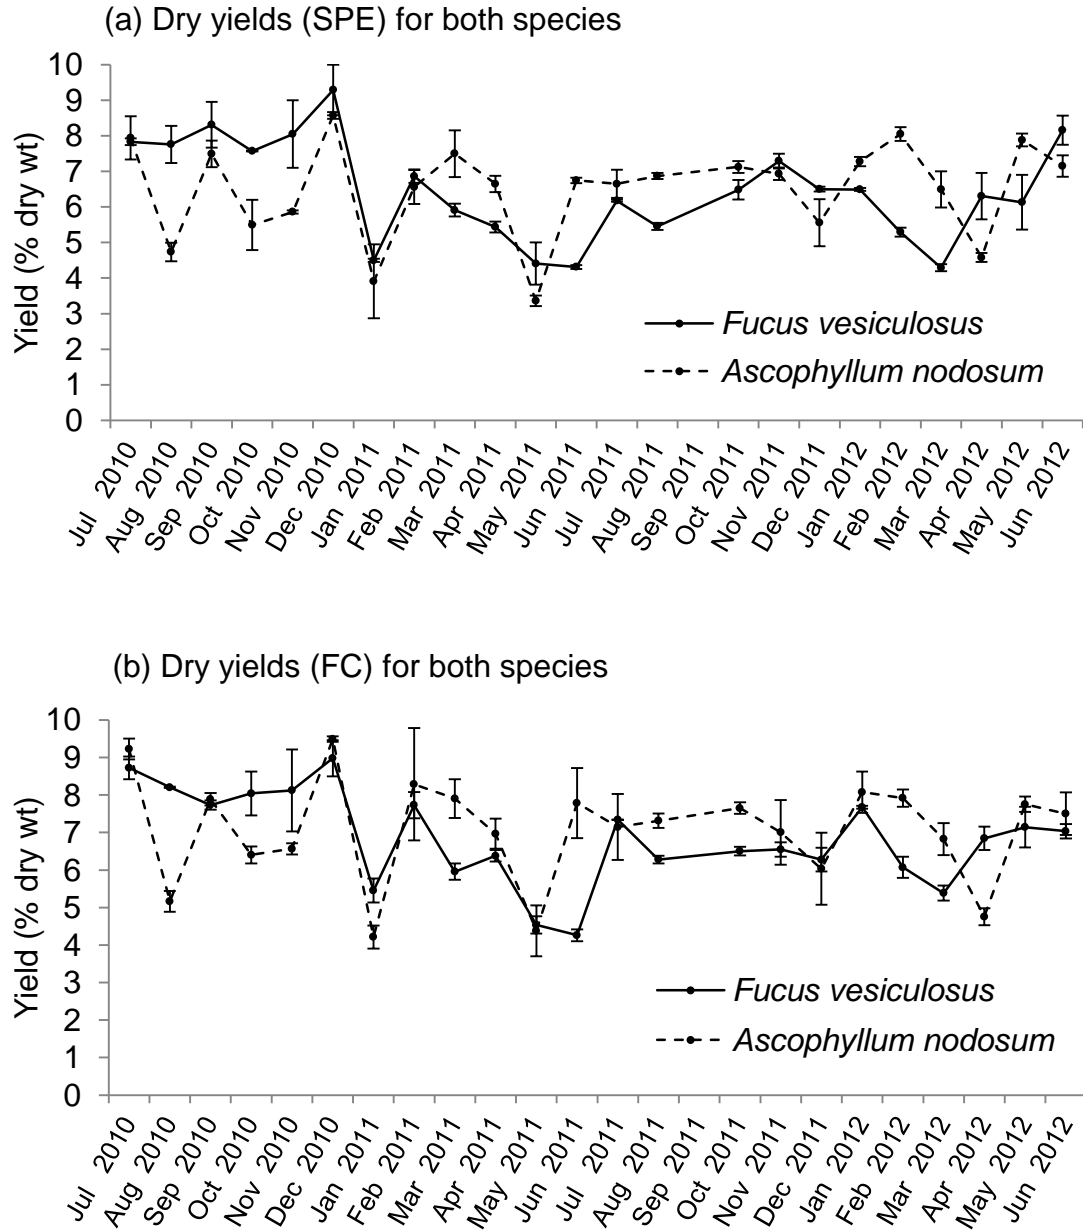 (a) Dry yields (SPE) for both species
10
9
8
7
6
5
4
3
2
1
0
Yield (% dry wt)
Fucus vesiculosus
Ascophyllum nodosum
Jul 2010
Aug 2010
Sep 2010
Oct 2010
Nov 2010
Dec 2010
Jan 2011
Feb 2011
Mar 2011
Apr 2011
May 2011
Jun 2011
Jul 2011
Aug 2011
Oct 2011
Nov 2011
Dec 2011
Jan 2012
Feb 2012
Mar 2012
Apr 2012
May 2012
Jun 2012
(b) Dry yields (FC) for both species
10
9
8
7
6
5
4
3
2
1
0
Yield (% dry wt)
Fucus vesiculosus
Ascophyllum nodosum
Jul 2010
Aug 2010
Sep 2010
Oct 2010
Nov 2010
Dec 2010
Jan 2011
Feb 2011
Mar 2011
Apr 2011
May 2011
Jun 2011
Jul 2011
Aug 2011
Oct 2011
Nov 2011
Dec 2011
Jan 2012
Feb 2012
Mar 2012
Apr 2012
May 2012
Jun 2012